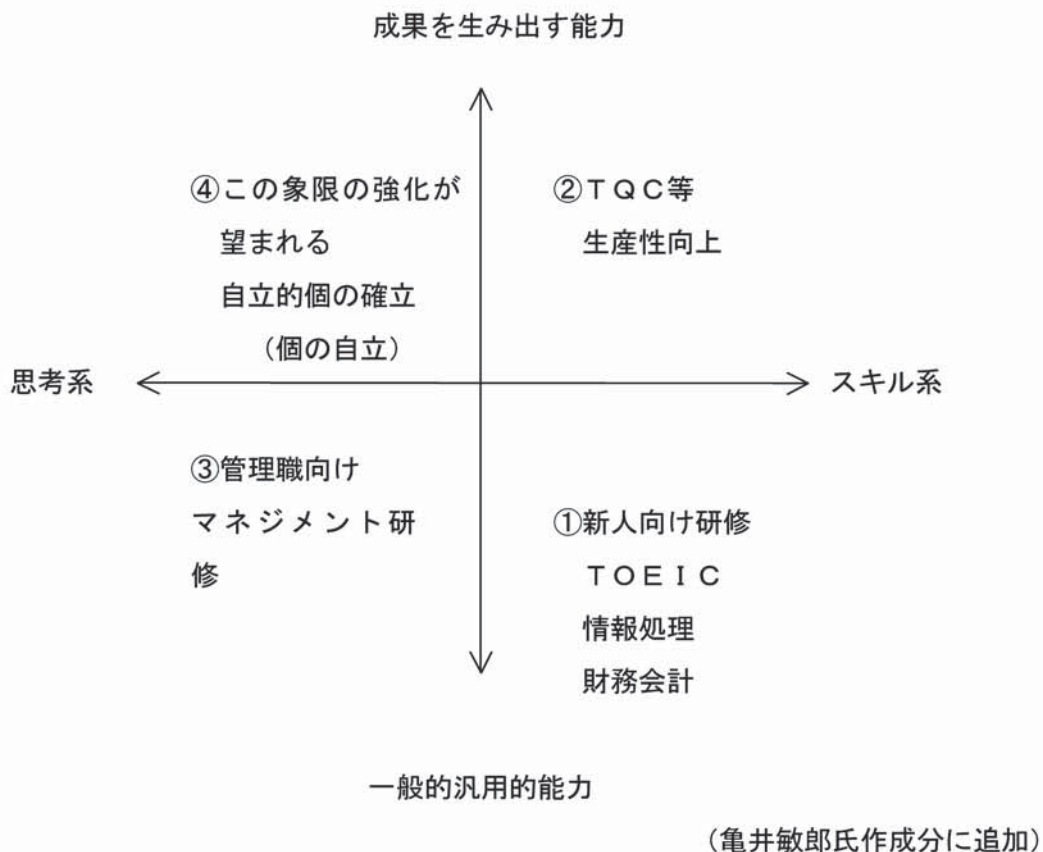 成果を生み出す能力
④この象限の強化が
望まれる
自立的個の確立
（個の自立）
②ＴＱＣ等
生産性向上
思考系
スキル系
③管理職向け
マネジメント研
修
①新人向け研修
ＴＯＥＩＣ
情報処理
財務会計
一般的汎用的能力
（亀井敏郎氏作成分に追加）